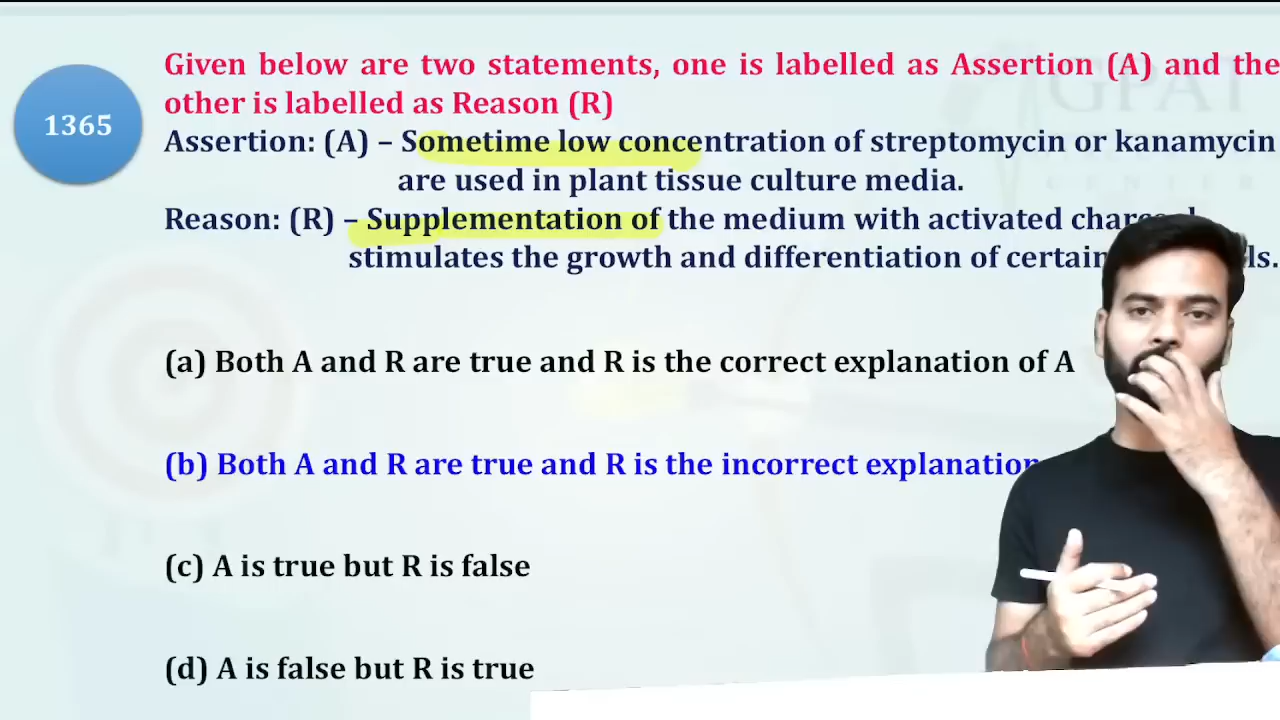 1365
Given below are two statements, one is labelled as Assertion (A) and the
other is labelled as Reason (R)
Assertion: (A) – Sometime low concentration of streptomycin or kanamycin
are used in plant tissue culture media.
Reason: (R) – Supplementation of the medium with activated
stimulates the growth and differentiation of certain
(a) Both A and R are true and R is the correct explanation of A
(b) Both A and R are true and R is the incorrect explanation
(c) A is true but R is false
(d) A is false but R is true
GPAT